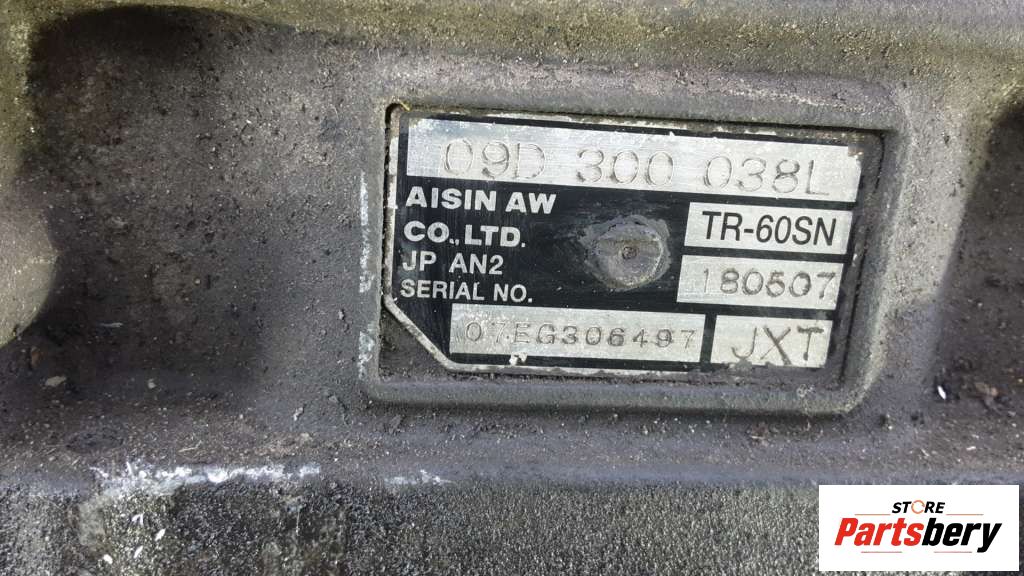 09D 300 038L
AISIN AW
CO.,LTD.
TR-60SN
JP AN2
180507
SERIAL NO.
07EG306497
JXT
STORE
Partsbery